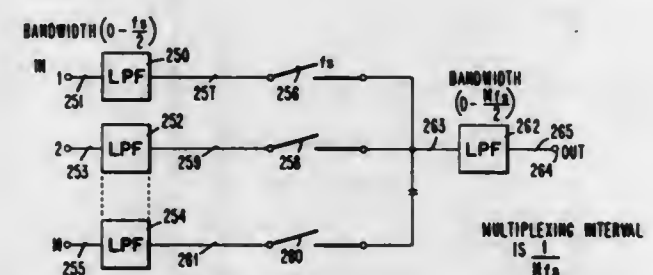 BANDWIDTH (0 - fs/2)
IN
1 251 LPF 250 257 256 fs
2 253 LPF 252 259 258
N 255 LPF 254 261 260
BANDWIDTH
(0 - Nfs/2)
263 LPF 262 265
264 OUT
MULTIPLEXING INTERVAL
IS 1/Nfs